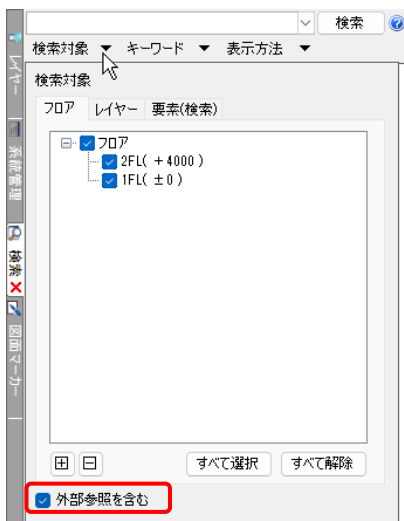 検索
検索対象 ▼ キーワード ▼ 表示方法 ▼
検索対象
フロア レイヤー 要素(検索)
フロア
2FL( +4000 )
1FL( ±0 )
すべて選択 すべて解除
外部参照を含む
レイヤー
系統管理
検索
図面マーカー